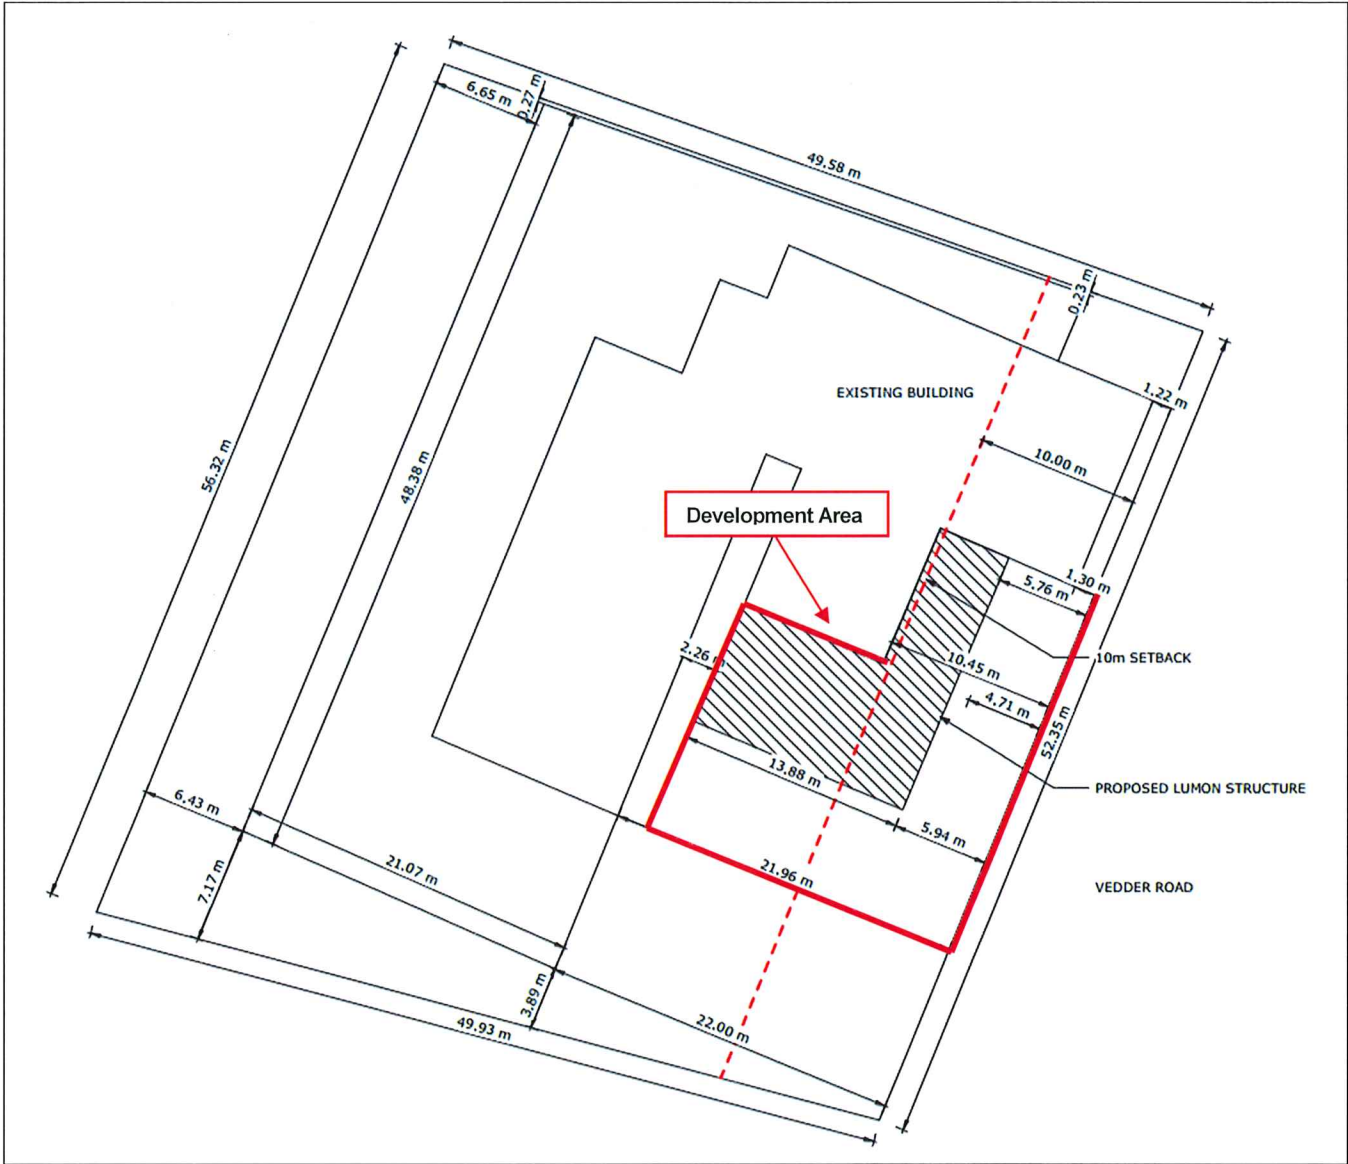 6.65 m
0.27 m
49.58 m
0.23 m
EXISTING BUILDING
1.22 m
10.00 m
56.32 m
48.38 m
Development Area
1.30 m
5.76 m
2.26 m
10.45 m
10m SETBACK
4.71 m
52.35 m
13.88 m
PROPOSED LUMON STRUCTURE
6.43 m
5.94 m
21.07 m
21.96 m
7.17 m
VEDDER ROAD
3.89 m
49.93 m
22.00 m